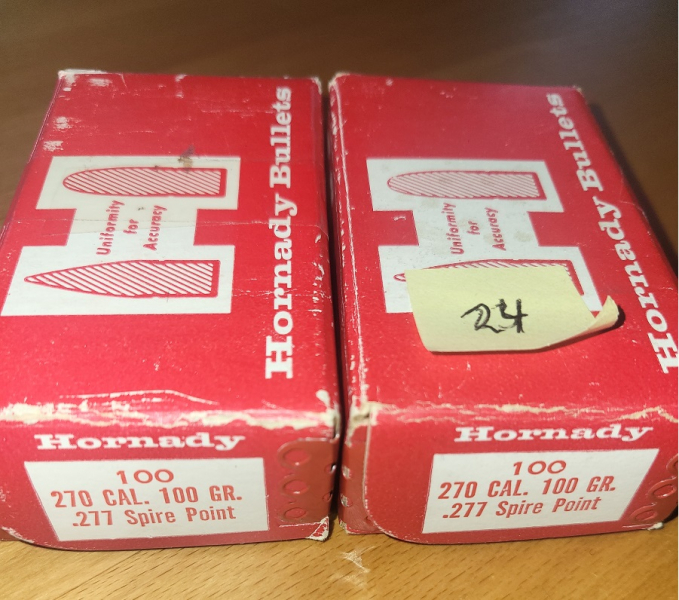 Hornady Bullets
Uniformity
for
Accuracy
Hornady
100
270 CAL. 100 GR.
.277 Spire Point
Hornady Bullets
Uniformity
for
Accuracy
24
Hornady
100
270 CAL. 100 GR.
.277 Spire Point